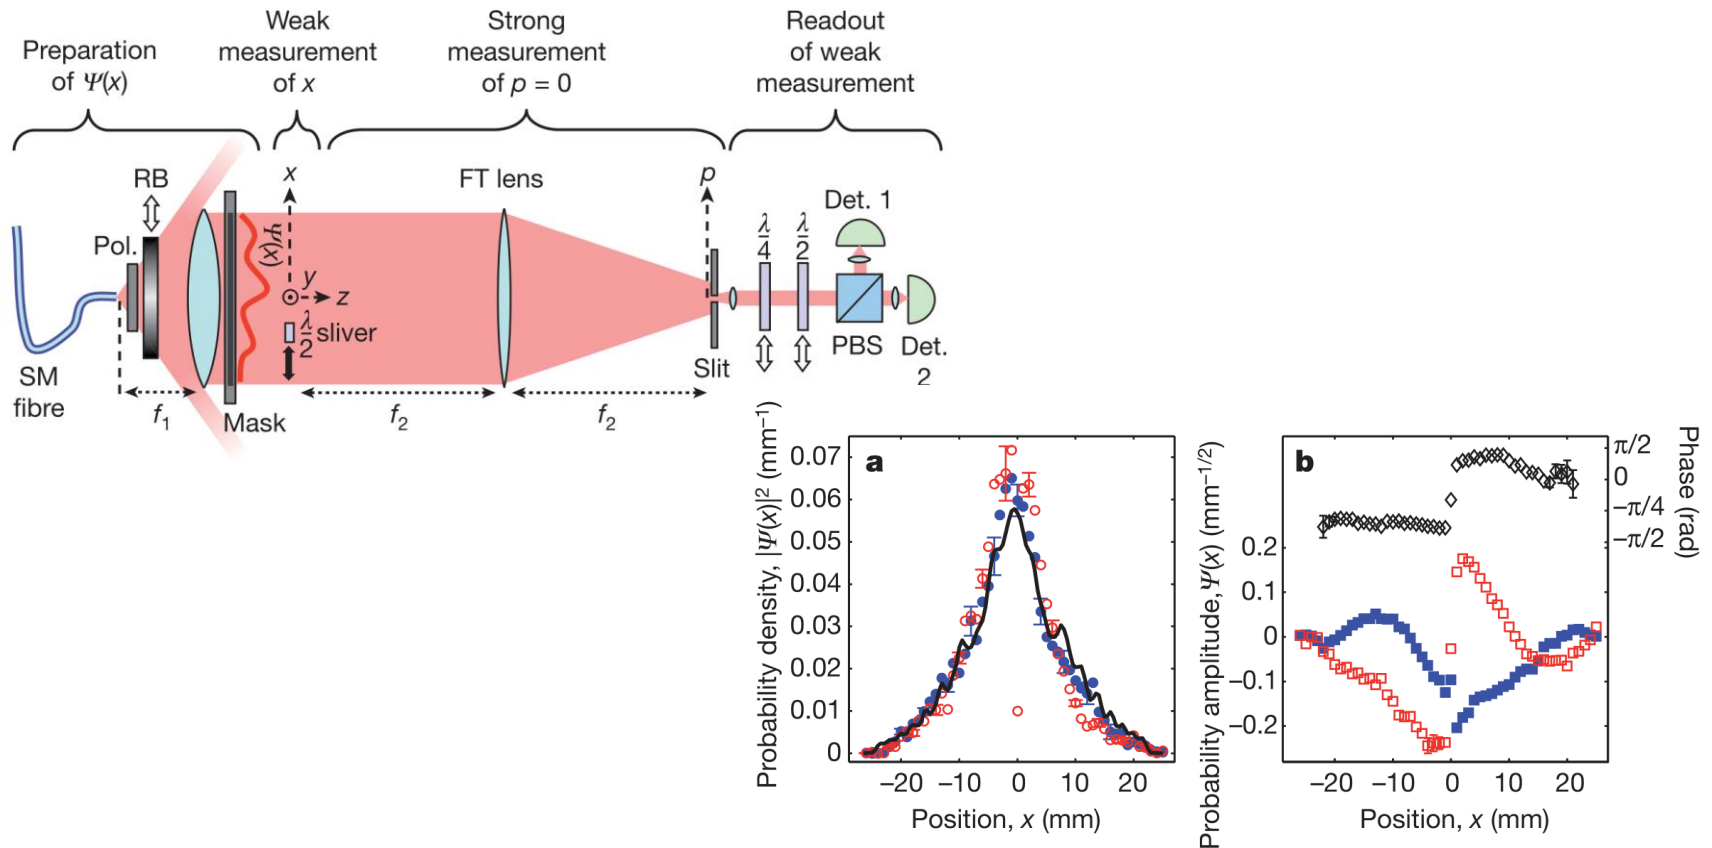 Preparation
of Ψ(x)
Weak
measurement
of x
Strong
measurement
of p = 0
Readout
of weak
measurement
RB
Pol.
SM
fibre
f1
Mask
Ψ(x)
x
y
z
λ/2 sliver
FT lens
f2
f2
p
Slit
λ/4
λ/2
Det. 1
PBS
Det.
2
a
Probability density, |Ψ(x)|² (mm⁻¹)
0.07
0.06
0.05
0.04
0.03
0.02
0.01
0
−20 −10 0 10 20
Position, x (mm)
b
Probability amplitude, Ψ(x) (mm⁻¹/²)
0.2
0.1
0
−0.1
−0.2
π/2
0
−π/4
−π/2
Phase (rad)
−20 −10 0 10 20
Position, x (mm)